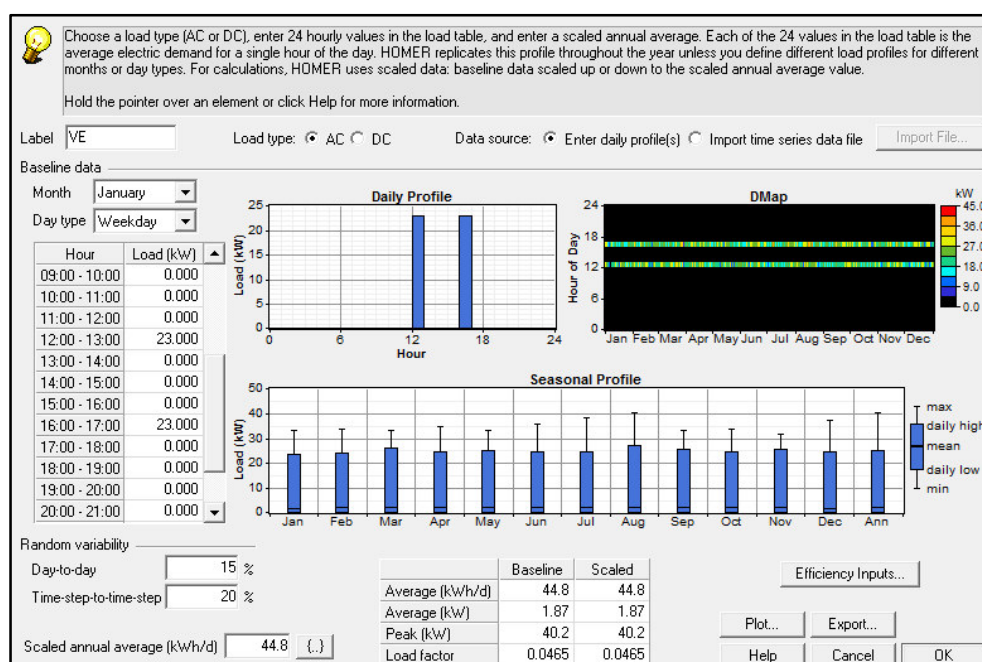 Choose a load type (AC or DC), enter 24 hourly values in the load table, and enter a scaled annual average. Each of the 24 values in the load table is the
average electric demand for a single hour of the day. HOMER replicates this profile throughout the year unless you define different load profiles for different
months or day types. For calculations, HOMER uses scaled data: baseline data scaled up or down to the scaled annual average value.
Hold the pointer over an element or click Help for more information.
Label VE Load type: AC DC Data source: Enter daily profile(s) Import time series data file Import File...
Baseline data
Month January
Day type Weekday
Hour Load (kW)
09:00 - 10:00 0.000
10:00 - 11:00 0.000
11:00 - 12:00 0.000
12:00 - 13:00 23.000
13:00 - 14:00 0.000
14:00 - 15:00 0.000
15:00 - 16:00 0.000
16:00 - 17:00 23.000
17:00 - 18:00 0.000
18:00 - 19:00 0.000
19:00 - 20:00 0.000
20:00 - 21:00 0.000
Daily Profile
Load (kW)
25
20
15
10
5
0
0 6 12 18 24
Hour
DMap
Hour of Day
24
18
12
6
0
Jan Feb Mar Apr May Jun Jul Aug Sep Oct Nov Dec
kW
45.0
36.0
27.0
18.0
9.0
0.0
Seasonal Profile
Load (kW)
50
40
30
20
10
0
Jan Feb Mar Apr May Jun Jul Aug Sep Oct Nov Dec Ann
max
daily high
mean
daily low
min
Random variability
Day-to-day 15 %
Time-step-to-time-step 20 %
Scaled annual average (kWh/d) 44.8 {..}
Baseline Scaled
Average (kWh/d) 44.8 44.8
Average (kW) 1.87 1.87
Peak (kW) 40.2 40.2
Load factor 0.0465 0.0465
Efficiency Inputs...
Plot... Export...
Help Cancel OK